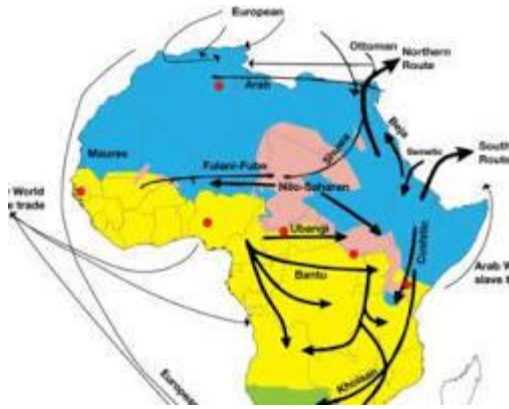 European
Ottoman
Northern
Route
Arab
Beja
Shuwa
Semetic
South
Route
Maures
Fulani-Fube
Nilo-Saharan
World
trade
Ubangi
Cushitic
Bantu
Arab W
slave t
Khoisan
European